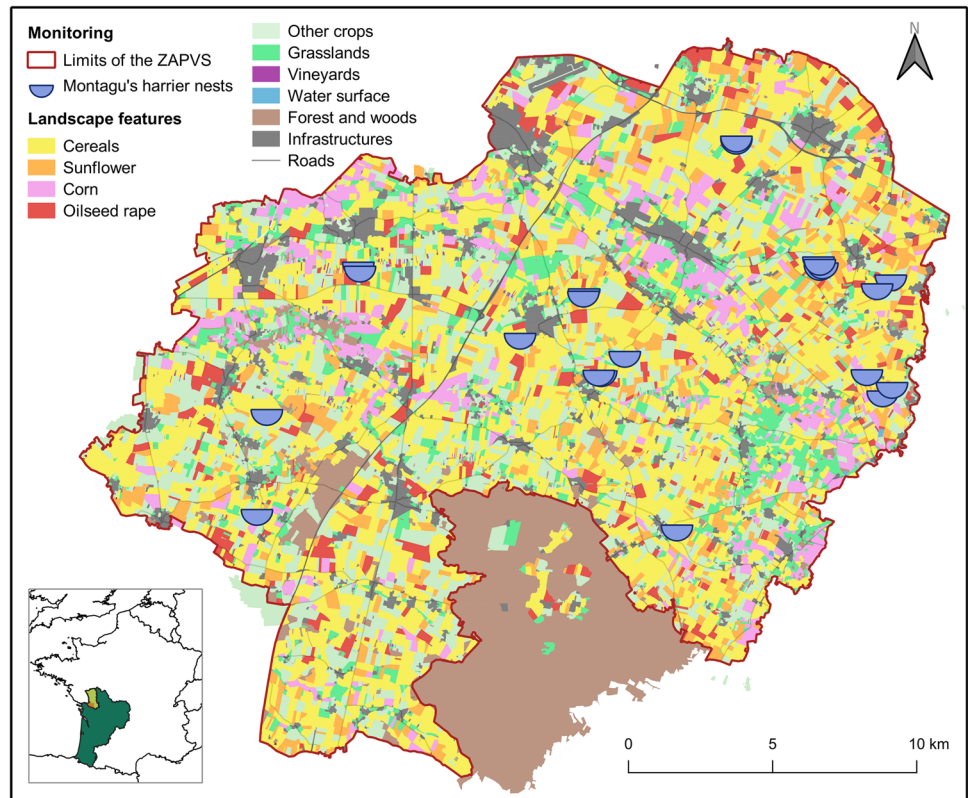 Monitoring
Limits of the ZAPVS
Montagu's harrier nests
Landscape features
Cereals
Sunflower
Corn
Oilseed rape
Other crops
Grasslands
Vineyards
Water surface
Forest and woods
Infrastructures
Roads
N
0 5 10 km